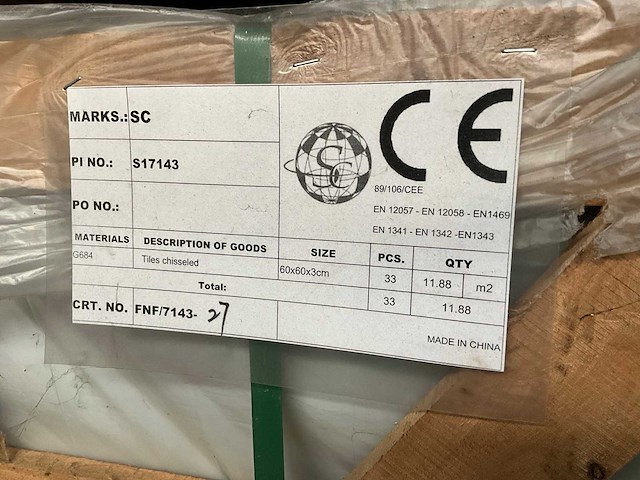 MARKS.: SC
CE
PI NO.: S17143
SC
89/106/CEE
PO NO.:
EN 12057 - EN 12058 - EN1469
EN 1341 - EN 1342 -EN1343
MATERIALS DESCRIPTION OF GOODS SIZE PCS. QTY
G684 Tiles chisseled 60x60x3cm 33 11.88 m2
Total: 33 11.88
CRT. NO. FNF/7143- 27
MADE IN CHINA